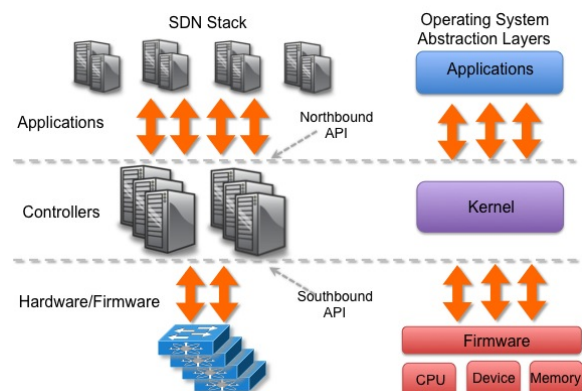 SDN Stack
Operating System
Abstraction Layers
Applications
Applications
Northbound
API
Controllers
Kernel
Hardware/Firmware
Southbound
API
Firmware
CPU
Device
Memory